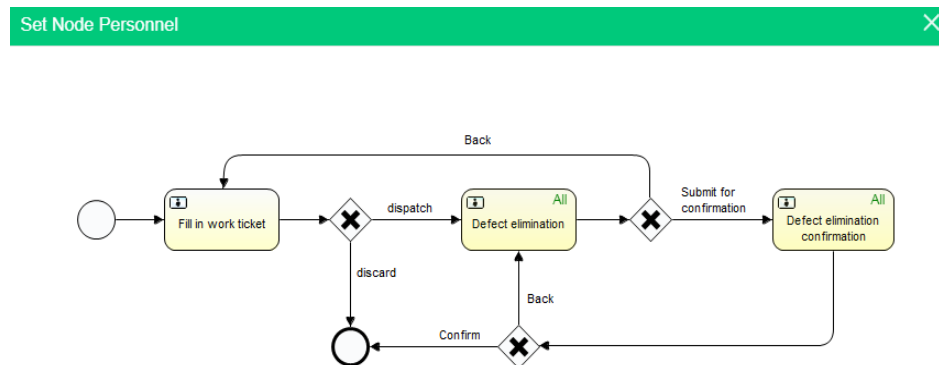 Set Node Personnel
Back
Fill in work ticket
dispatch
All
Defect elimination
Submit for
confirmation
All
Defect elimination
confirmation
discard
Back
Confirm